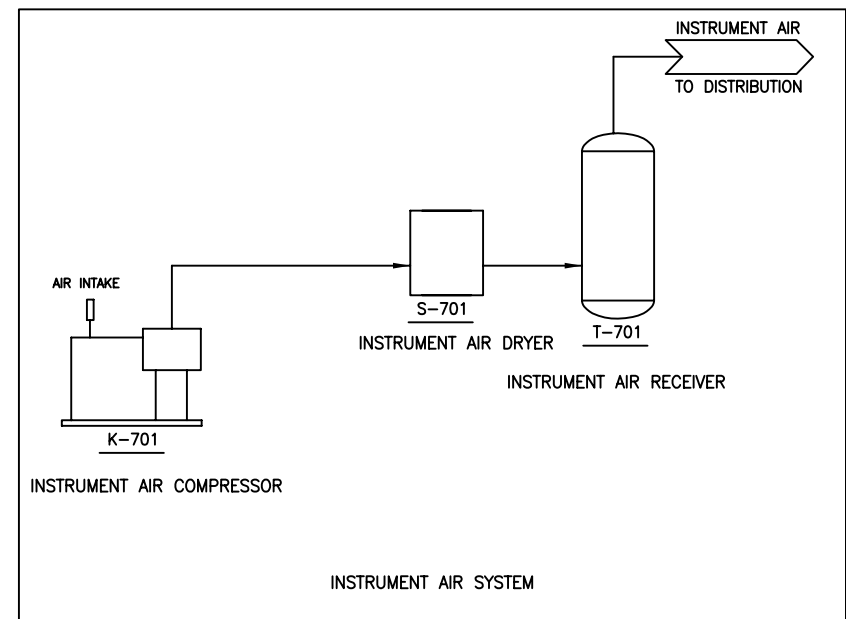 INSTRUMENT AIR
TO DISTRIBUTION
AIR INTAKE
S-701
INSTRUMENT AIR DRYER
T-701
INSTRUMENT AIR RECEIVER
K-701
INSTRUMENT AIR COMPRESSOR
INSTRUMENT AIR SYSTEM